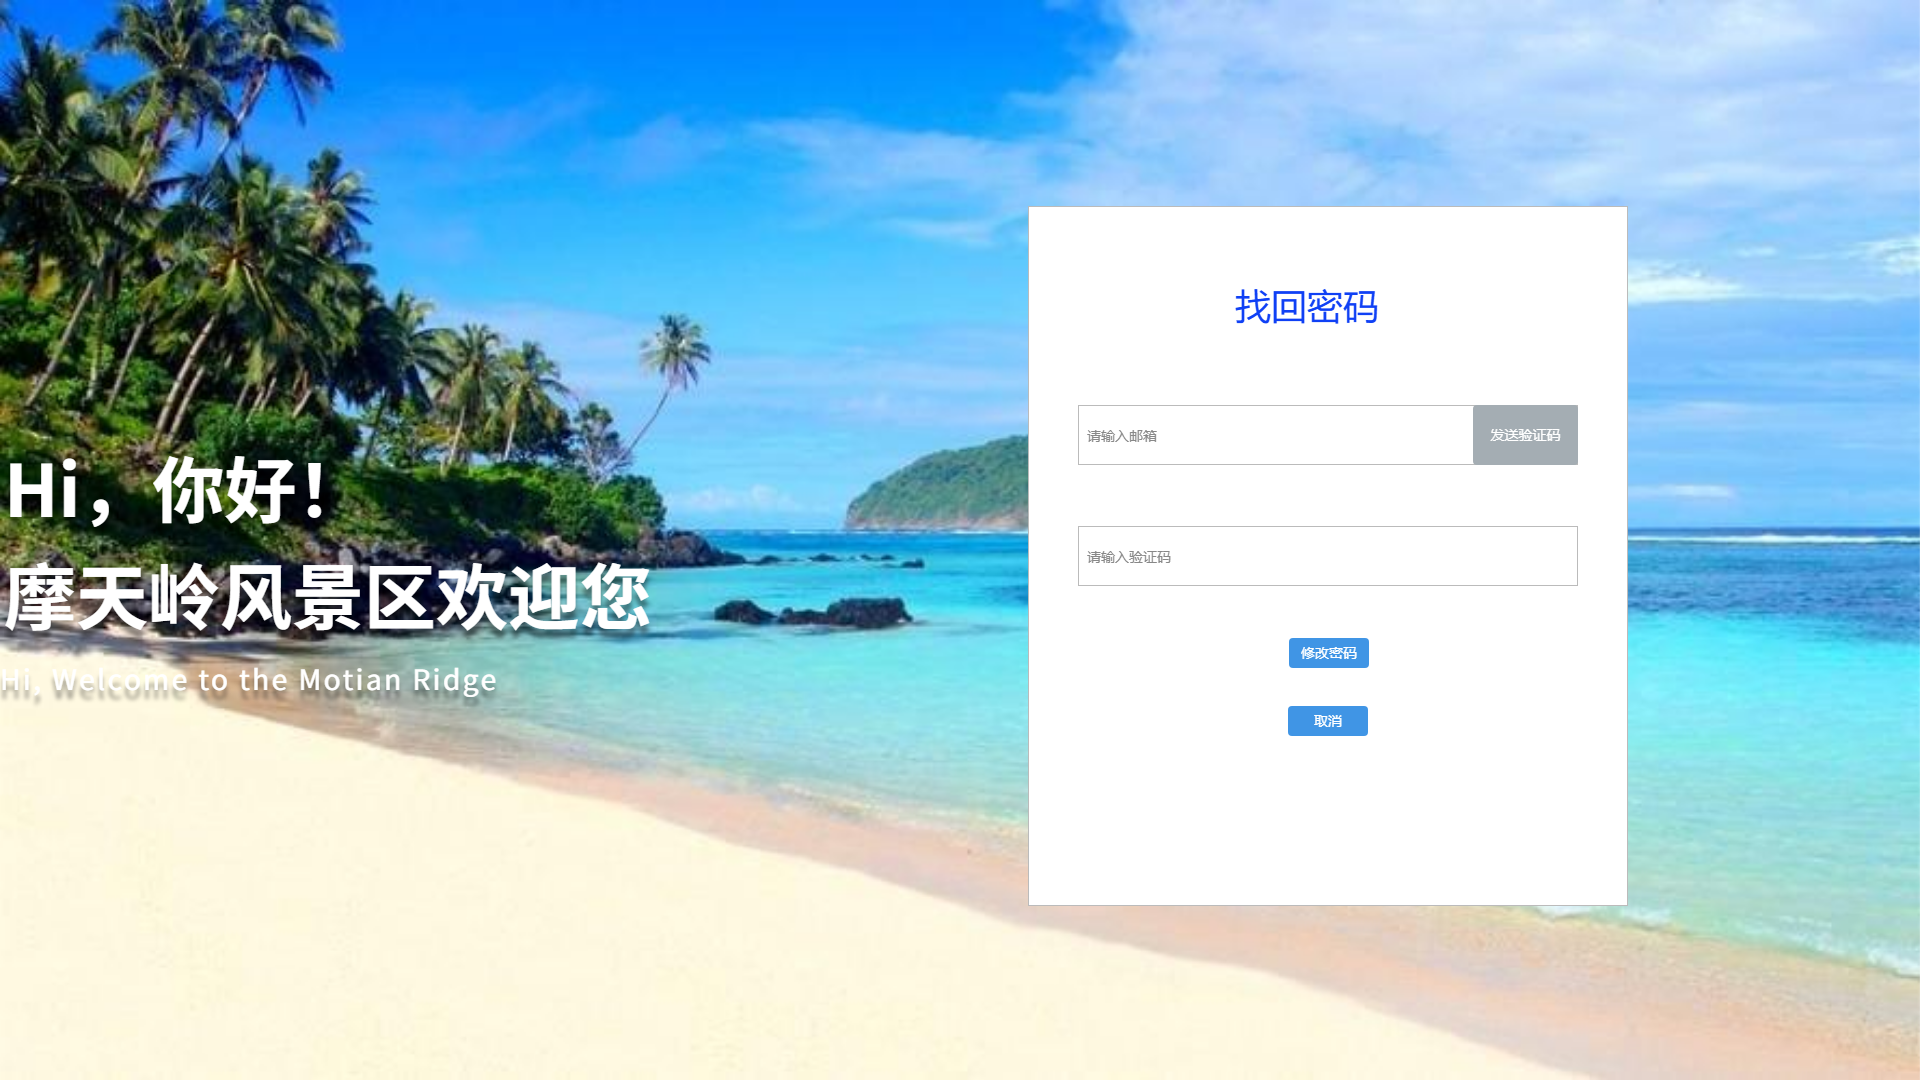 Hi，你好！
摩天岭风景区欢迎您
Hi, Welcome to the Motian Ridge
找回密码
请输入邮箱
发送验证码
请输入验证码
修改密码
取消